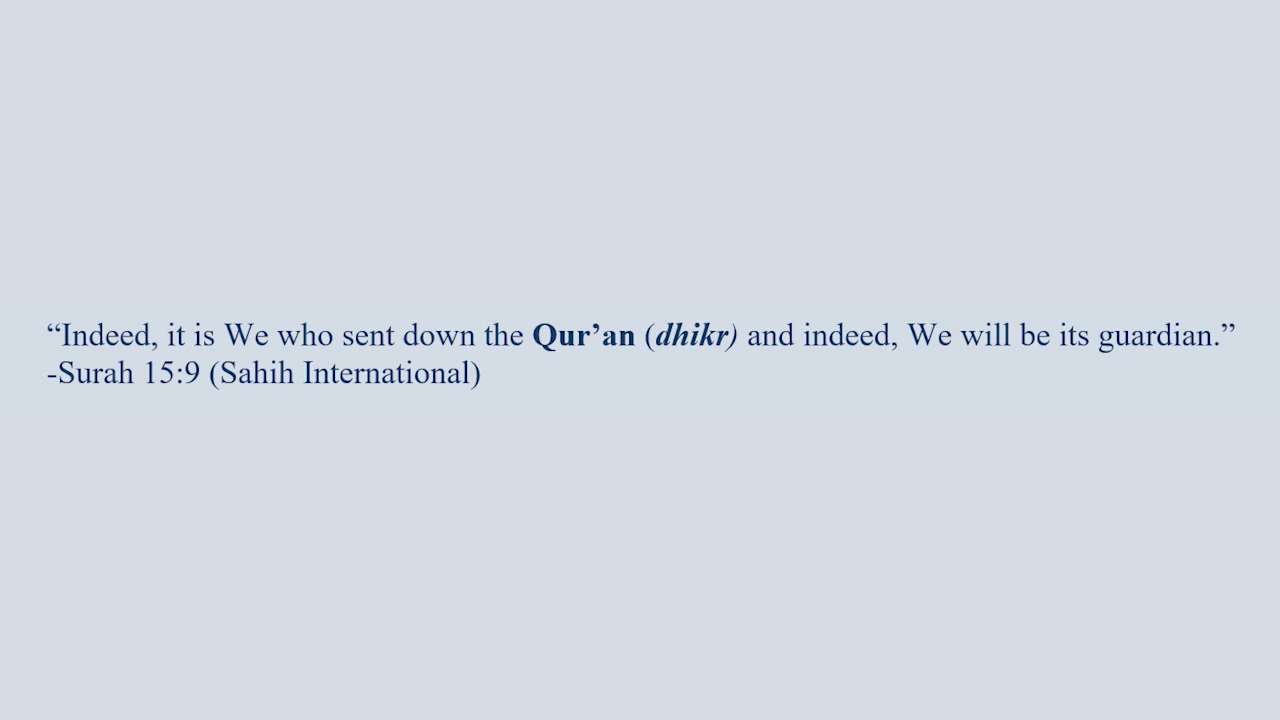 “Indeed, it is We who sent down the Qur’an (dhikr) and indeed, We will be its guardian.”
-Surah 15:9 (Sahih International)